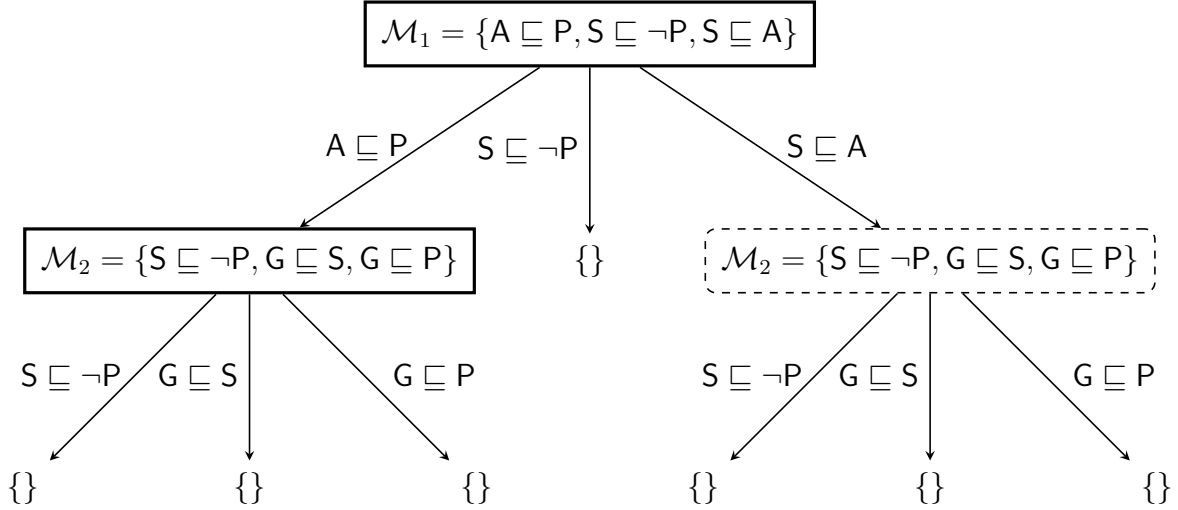 ℳ₁ = {A ⊑ P, S ⊑ ¬P, S ⊑ A}
A ⊑ P
S ⊑ ¬P
S ⊑ A
ℳ₂ = {S ⊑ ¬P, G ⊑ S, G ⊑ P}
{}
ℳ₂ = {S ⊑ ¬P, G ⊑ S, G ⊑ P}
S ⊑ ¬P
G ⊑ S
G ⊑ P
S ⊑ ¬P
G ⊑ S
G ⊑ P
{}
{}
{}
{}
{}
{}